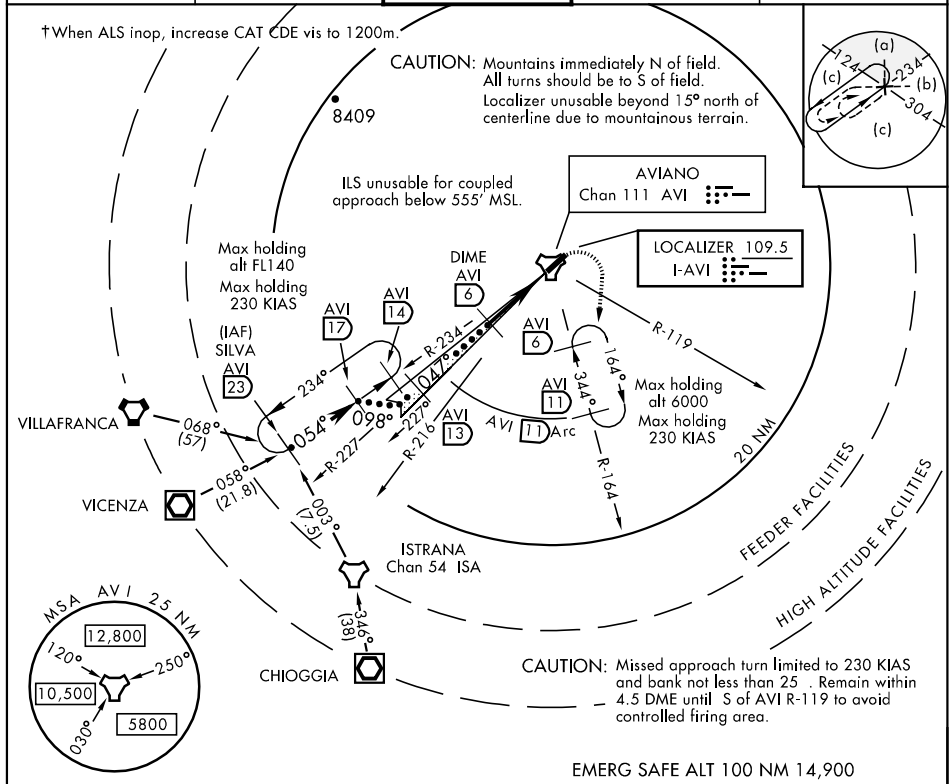 †When ALS inop, increase CAT CDE vis to 1200m.
CAUTION: Mountains immediately N of field.
All turns should be to S of field.
Localizer unusable beyond 15° north of
centerline due to mountainous terrain.
(a)
(b)
(c)
(c)
124
234
304
8409
ILS unusable for coupled
approach below 555' MSL.
AVIANO
Chan 111 AVI
LOCALIZER 109.5
I-AVI
Max holding
alt FL140
Max holding
230 KIAS
DIME
AVI
6
AVI
14
AVI
17
(IAF)
SILVA
AVI
23
R-234
234°
047°
054°
098°
227°
R-227
R-216
AVI
13
AVI 11 Arc
AVI
11
AVI
6
164°
344°
R-119
R-164
Max holding
alt 6000
Max holding
230 KIAS
20 NM
FEEDER FACILITIES
HIGH ALTITUDE FACILITIES
VILLAFRANCA
068°
(57)
VICENZA
058°
(21.8)
003°
(7.5)
ISTRANA
Chan 54 ISA
346°
(38)
CHIOGGIA
MSA AVI 25 NM
12,800
120°
250°
10,500
5800
030°
CAUTION: Missed approach turn limited to 230 KIAS
and bank not less than 25 . Remain within
4.5 DME until S of AVI R-119 to avoid
controlled firing area.
EMERG SAFE ALT 100 NM 14,900